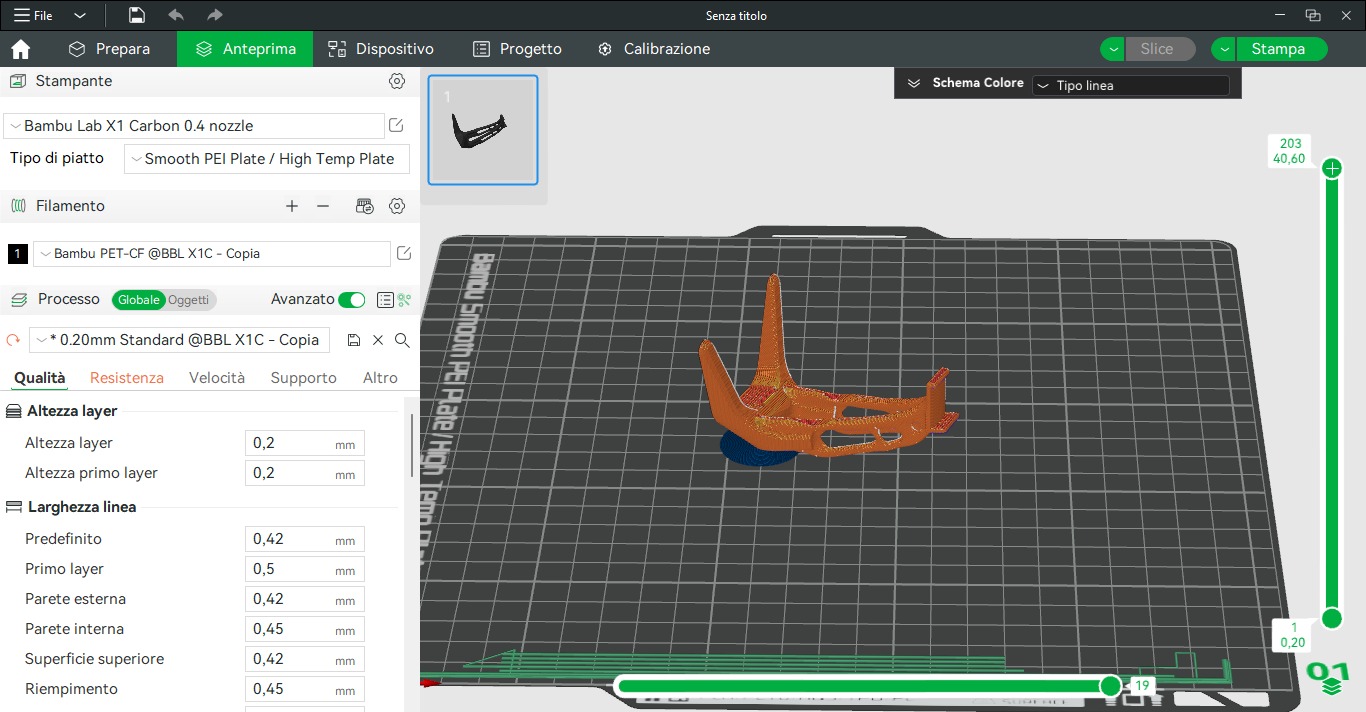 File
Senza titolo
Prepara
Anteprima
Dispositivo
Progetto
Calibrazione
Slice
Stampa
Stampante
Bambu Lab X1 Carbon 0.4 nozzle
Tipo di piatto
Smooth PEI Plate / High Temp Plate
Filamento
1
Bambu PET-CF @BBL X1C - Copia
Processo
Globale
Oggetti
Avanzato
* 0.20mm Standard @BBL X1C - Copia
Qualità
Resistenza
Velocità
Supporto
Altro
Altezza layer
Altezza layer
0,2
mm
Altezza primo layer
0,2
mm
Larghezza linea
Predefinito
0,42
mm
Primo layer
0,5
mm
Parete esterna
0,42
mm
Parete interna
0,45
mm
Superficie superiore
0,42
mm
Riempimento
0,45
mm
1
Schema Colore
Tipo linea
203
40,60
Bambu Smooth PEI Plate / High Temp
1
0,20
19
01